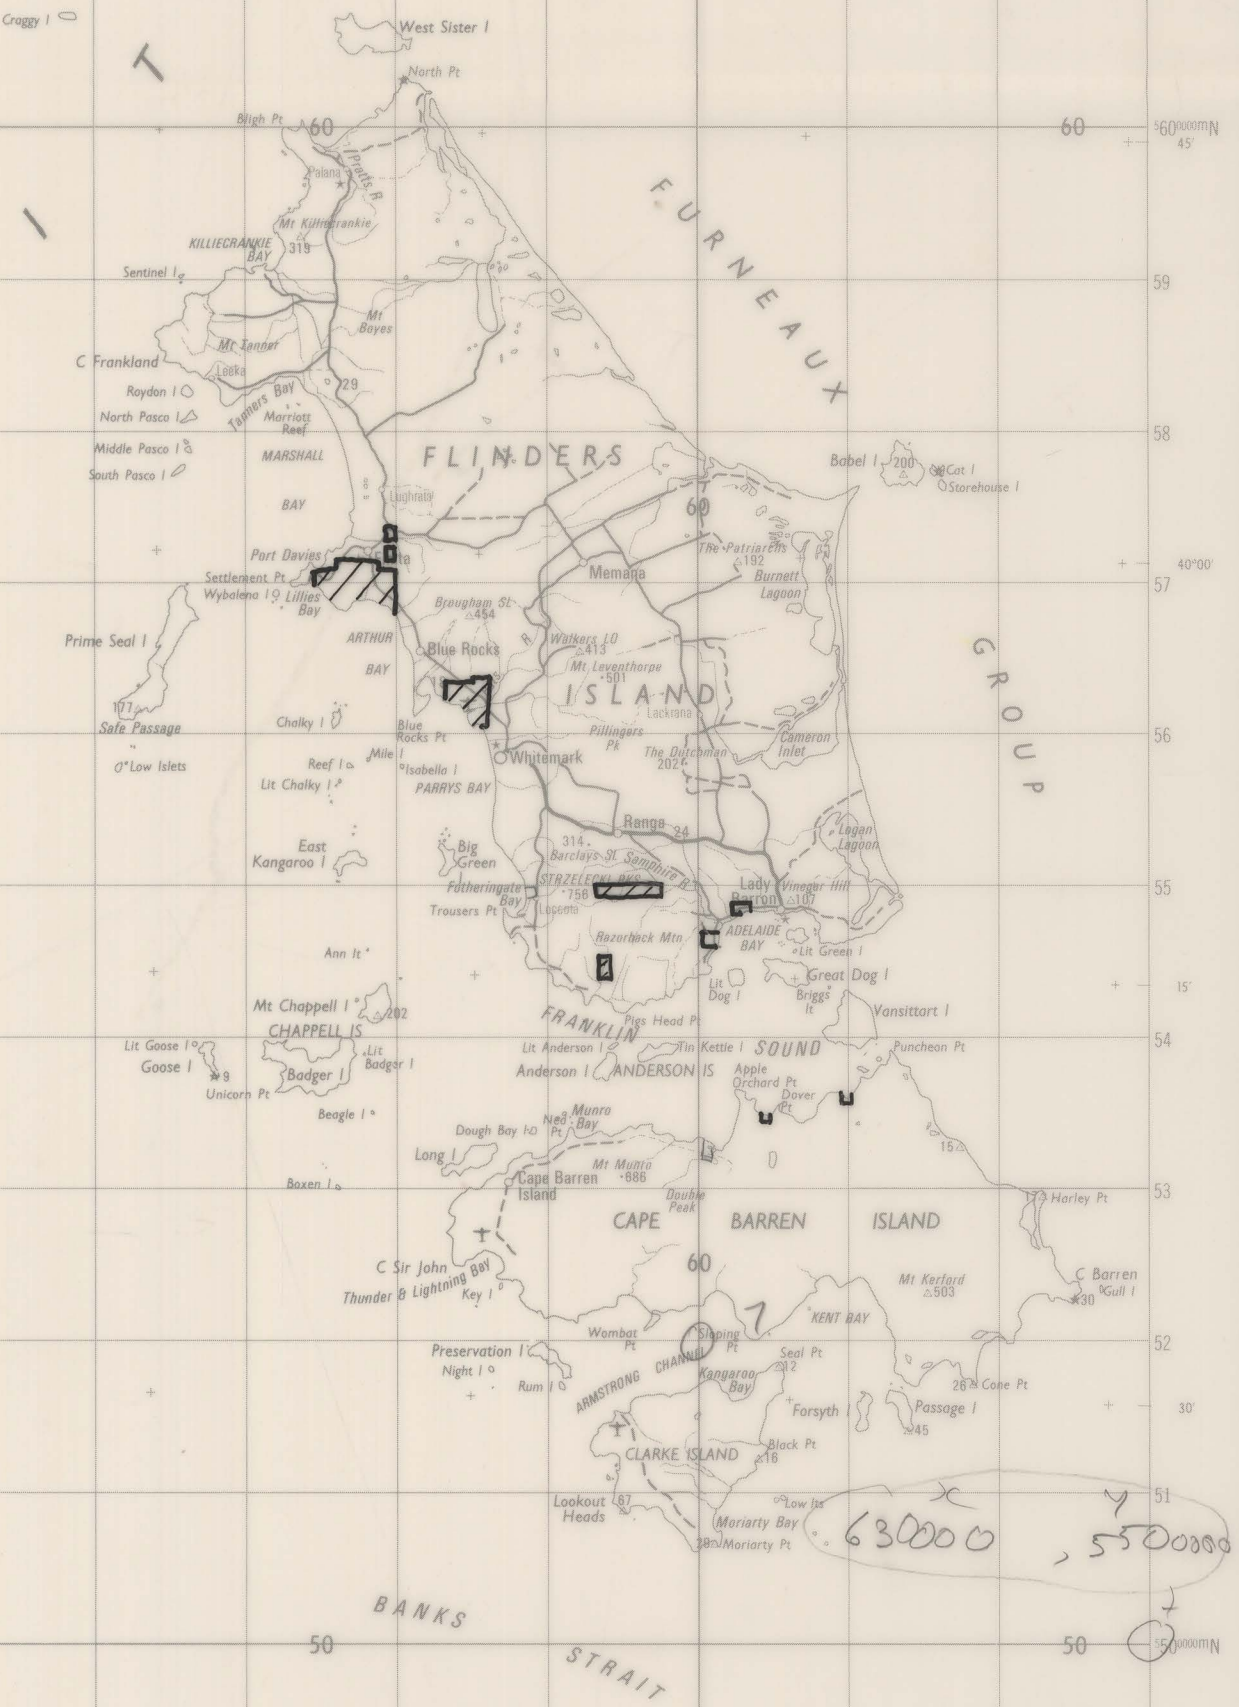 Craggy I
West Sister I
T
North Pt
Bligh Pt
60
60
⁵60⁰⁰⁰⁰mN
45'
Palana
Pratts R
F U R N E A U X
I
Mt Killiecrankie
319
KILLIECRANKIE
BAY
Sentinel I
59
Mt
Boyes
Mt Tanner
C Frankland
Leeka
Roydon I
29
Tanners Bay
North Pasco I
Marriott
Reef
58
Middle Pasco I
MARSHALL
FLINDERS
Babel I
200
Cat I
South Pasco I
Storehouse I
Lughrata
BAY
60
Port Davies
The Patriarchs
192
40°00'
Settlement Pt
Memana
Burnett
Lagoon
57
Wybalena I
Lillies
Bay
Brougham SL
454
Prime Seal I
ARTHUR
Blue Rocks
R
Walkers LO
413
G R O U P
BAY
Mt Leventhorpe
501
ISLAND
177
Lackrana
Safe Passage
Chalky I
Blue
Rocks Pt
Pillingers
Pk
Cameron
Inlet
56
Mile I
Whitemark
The Dutchman
202
Low Islets
Reef I
Isabella I
Lit Chalky I
PARRYS BAY
Ranga
24
Logan
Lagoon
East
Kangaroo I
Big
Green
I
314
Barclays SL
Samphire R
STRZELECKI PKS
756
Fotheringate
Bay
Lady
Barron
Vinegar Hill
107
55
Trousers Pt
Loccota
Razorback Mtn
ADELAIDE
BAY
Ann It
Lit Green I
Lit
Dog I
Great Dog I
15'
Mt Chappell I
202
Briggs
It
FRANKLIN
Pigs Head Pt
Vansittart I
CHAPPELL IS
54
Lit Goose I
Lit
Badger I
Lit Anderson I
Tin Kettle I
SOUND
Puncheon Pt
Goose I
9
Badger I
Anderson I
ANDERSON IS
Apple
Orchard Pt
Unicorn Pt
Dover
Pt
Beagle I
Munro
Bay
Ned
Pt
Dough Bay I
15
Long I
Mt Munro
686
Boxen I
Cape Barren
Island
53
Double
Peak
17
Harley Pt
CAPE BARREN ISLAND
60
C Sir John
C Barren
Thunder & Lightning Bay
Mt Kerford
503
Gull I
30
Key I
7
KENT BAY
Wombat
Pt
Sloping
Pt
52
Preservation I
Seal Pt
12
Night I
ARMSTRONG CHANNEL
Kangaroo
Bay
Rum I
26
Cone Pt
Forsyth I
Passage I
30'
45
Black Pt
16
CLARKE ISLAND
51
Lookout
Heads
67
Low Its
x
y
Moriarty Bay
630000 , 5500000
Moriarty Pt
BANKS
50
50
⁵50⁰⁰⁰⁰mN
STRAIT